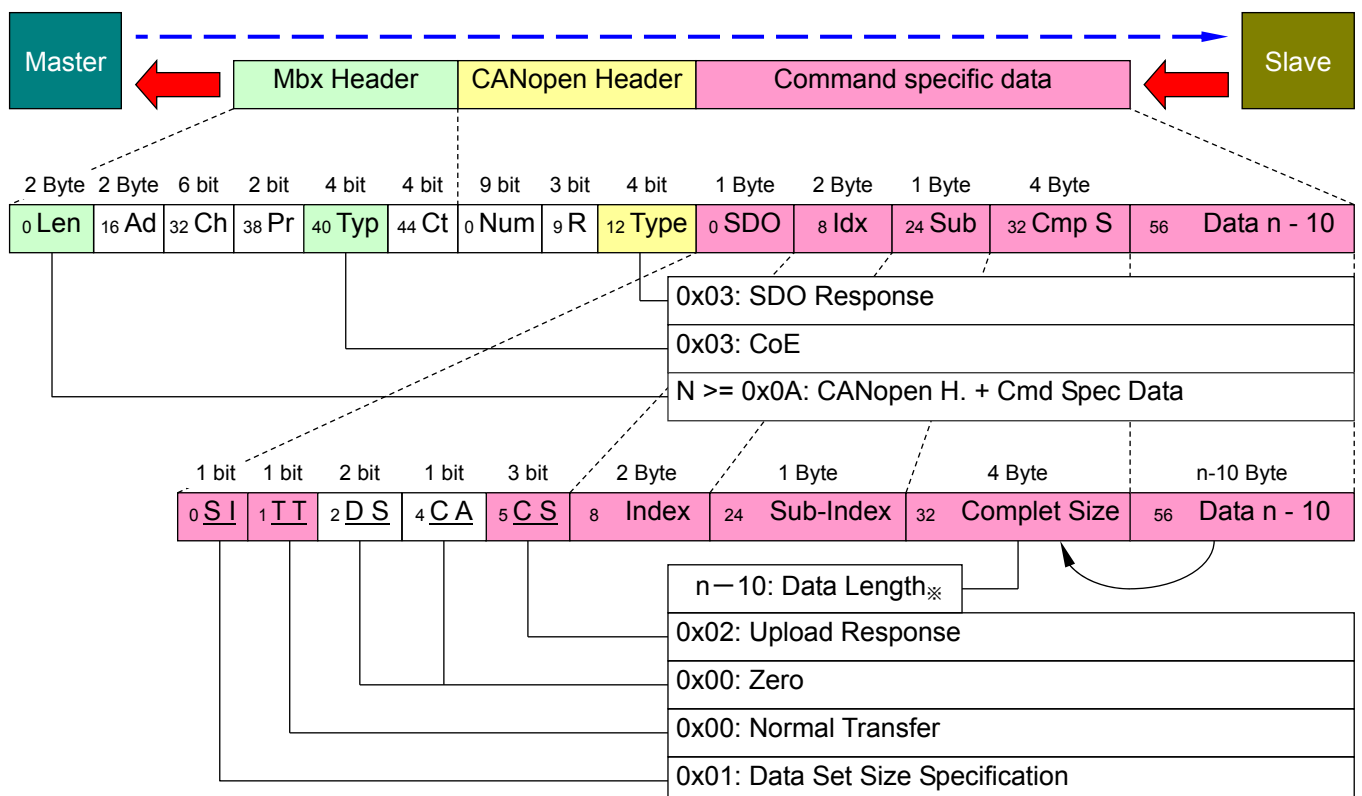 Master
Slave
Mbx Header CANopen Header Command specific data
2 Byte 2 Byte 6 bit 2 bit 4 bit 4 bit 9 bit 3 bit 4 bit 1 Byte 2 Byte 1 Byte 4 Byte
0 Len 16 Ad 32 Ch 38 Pr 40 Typ 44 Ct 0 Num 9 R 12 Type 0 SDO 8 Idx 24 Sub 32 Cmp S 56 Data n - 10
0x03: SDO Response
0x03: CoE
N >= 0x0A: CANopen H. + Cmd Spec Data
1 bit 1 bit 2 bit 1 bit 3 bit 2 Byte 1 Byte 4 Byte n-10 Byte
0 S I 1 T T 2 D S 4 C A 5 C S 8 Index 24 Sub-Index 32 Complet Size 56 Data n - 10
n－10: Data Length※
0x02: Upload Response
0x00: Zero
0x00: Normal Transfer
0x01: Data Set Size Specification